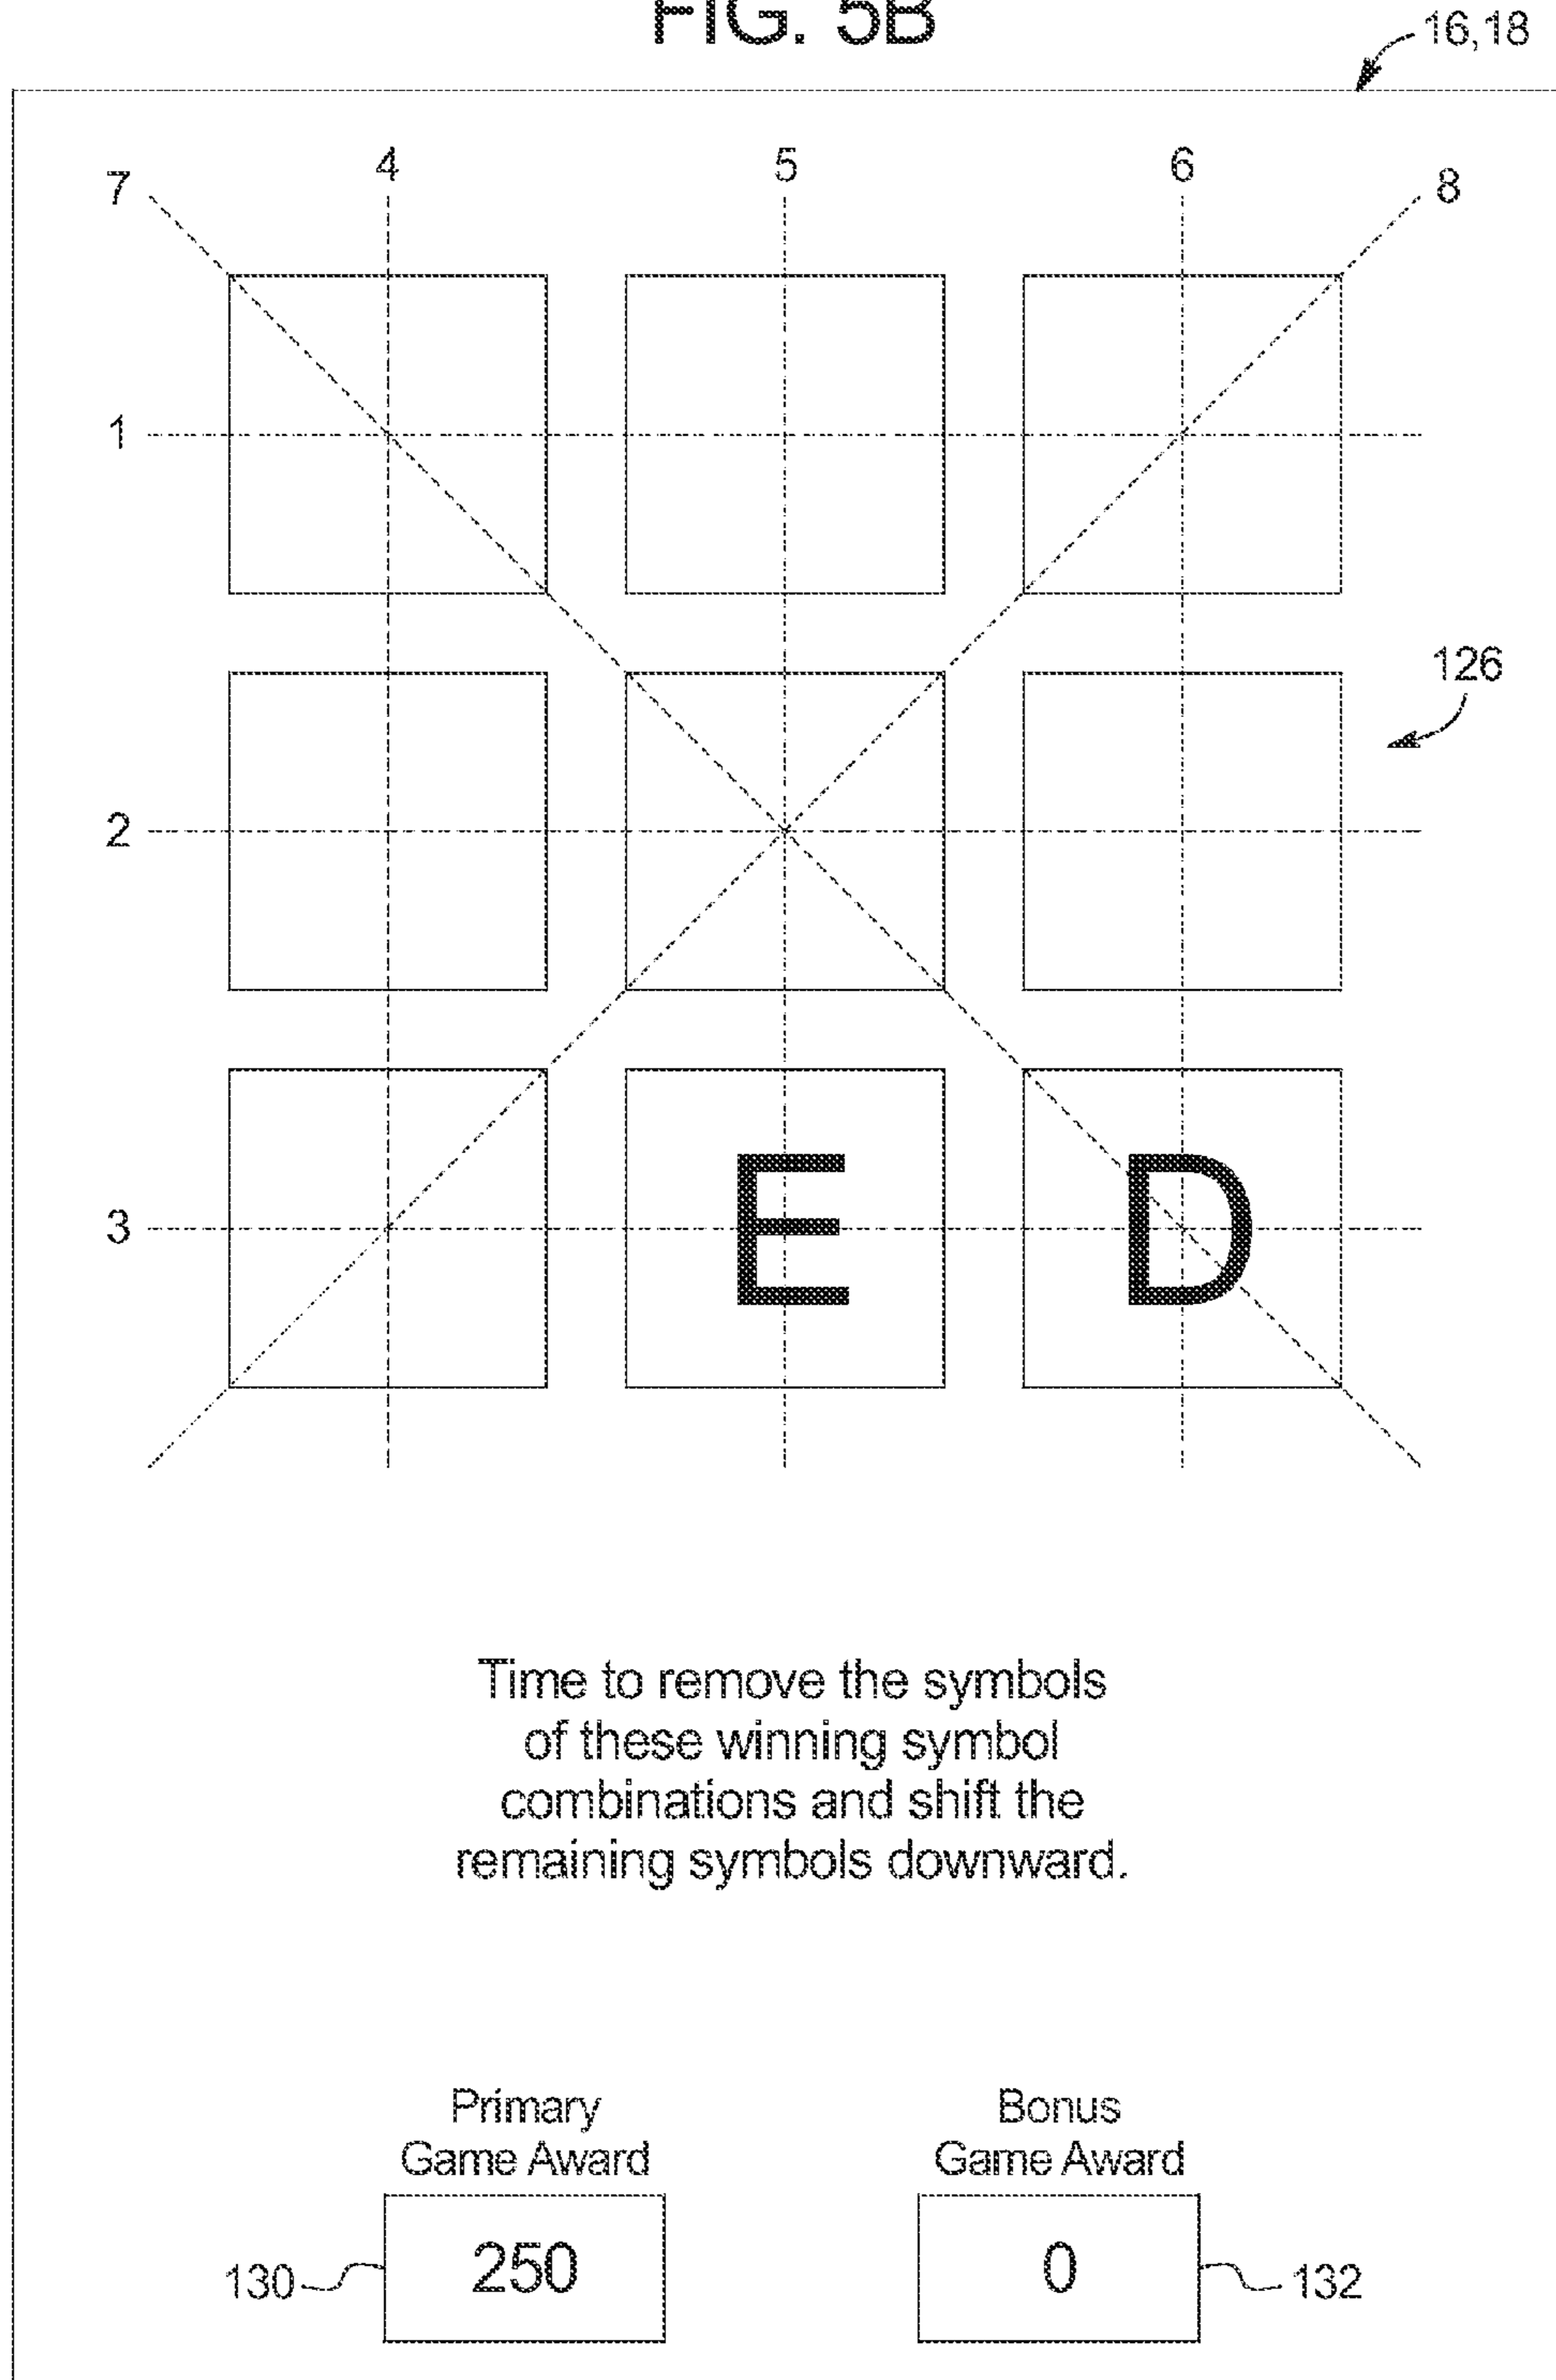 FIG. 5B
16,18
7 4 5 6 8
1
126
2
3 E D
Time to remove the symbols
of these winning symbol
combinations and shift the
remaining symbols downward.
Primary Bonus
Game Award Game Award
130 250 0 132